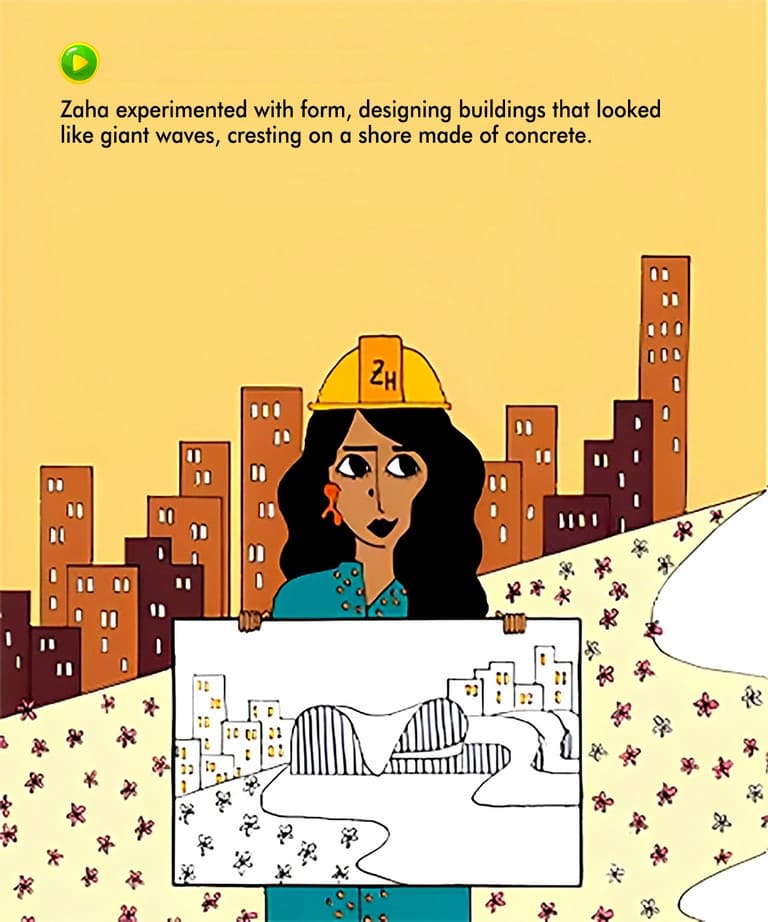 Zaha experimented with form, designing buildings that looked
like giant waves, cresting on a shore made of concrete.
ZH